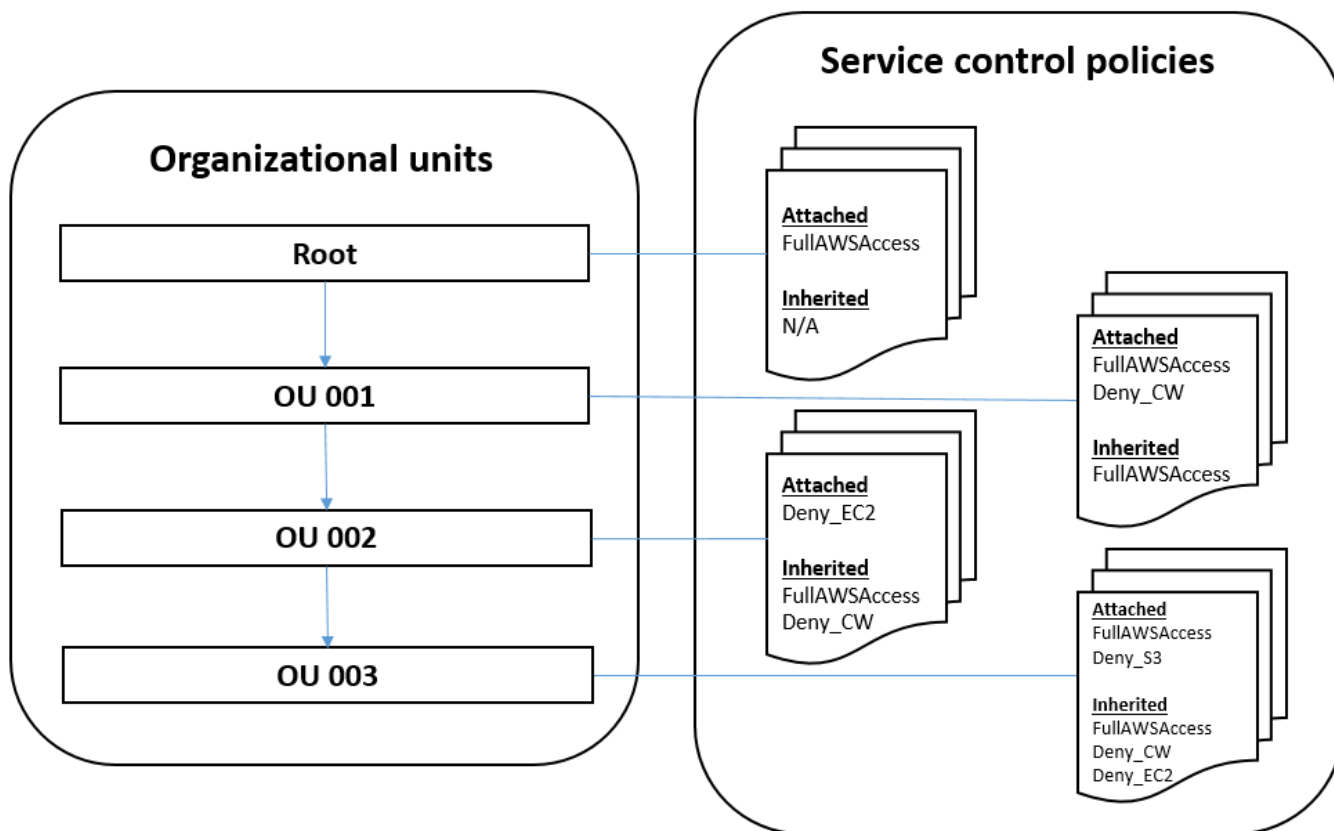 Organizational units
Root
OU 001
OU 002
OU 003
Service control policies
Attached
FullAWSAccess
Inherited
N/A
Attached
FullAWSAccess
Deny_CW
Inherited
FullAWSAccess
Attached
Deny_EC2
Inherited
FullAWSAccess
Deny_CW
Attached
FullAWSAccess
Deny_S3
Inherited
FullAWSAccess
Deny_CW
Deny_EC2